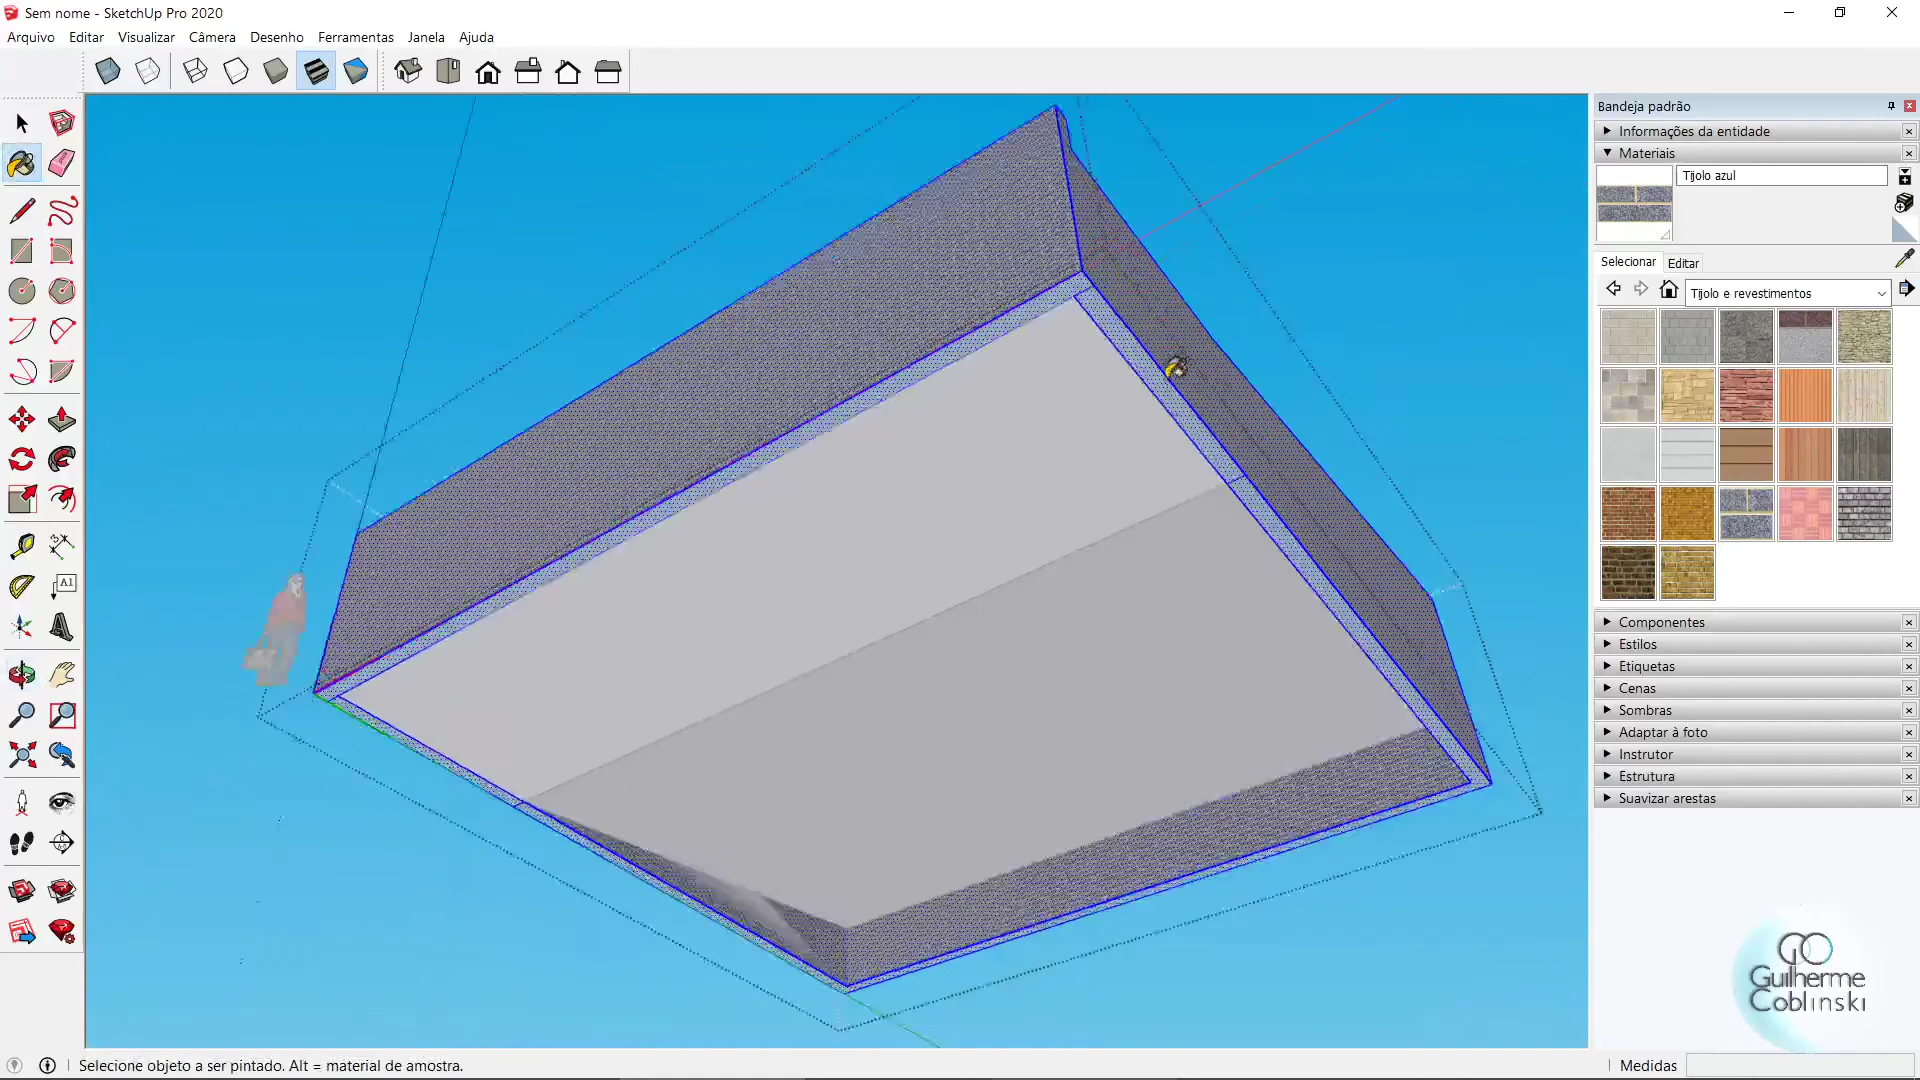 Sem nome - SketchUp Pro 2020
Arquivo Editar Visualizar Câmera Desenho Ferramentas Janela Ajuda
Bandeja padrão
Informações da entidade
Materiais
Tijolo azul
Selecionar Editar
Tijolo e revestimentos
A1
Componentes
Estilos
Etiquetas
Cenas
Sombras
Adaptar à foto
Instrutor
Estrutura
Suavizar arestas
GC
Guilherme
Coblinski
Selecione objeto a ser pintado. Alt = material de amostra.
Medidas